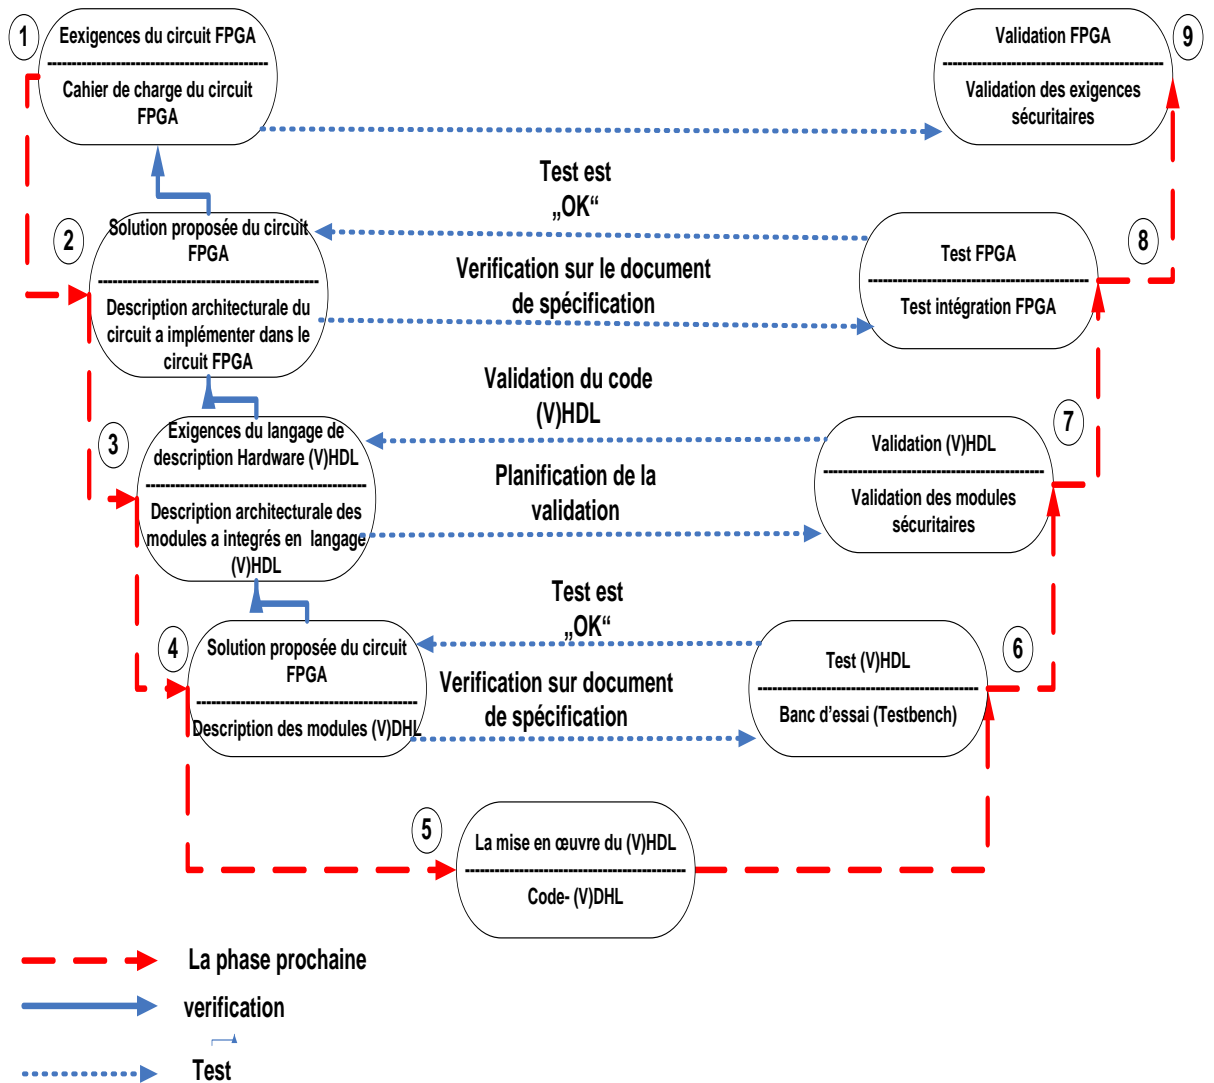 1
Eexigences du circuit FPGA
Cahier de charge du circuit
FPGA
Validation FPGA
Validation des exigences
sécuritaires
9
Test est
„OK“
2
Solution proposée du circuit
FPGA
Description architecturale du
circuit a implémenter dans le
circuit FPGA
Verification sur le document
de spécification
Test FPGA
Test intégration FPGA
8
Validation du code
(V)HDL
3
Exigences du langage de
description Hardware (V)HDL
Description architecturale des
modules a integrés en langage
(V)HDL
Planification de la
validation
Validation (V)HDL
Validation des modules
sécuritaires
7
Test est
„OK“
4
Solution proposée du circuit
FPGA
Description des modules (V)DHL
Verification sur document
de spécification
Test (V)HDL
Banc d'essai (Testbench)
6
5
La mise en œuvre du (V)HDL
Code- (V)DHL
La phase prochaine
verification
Test